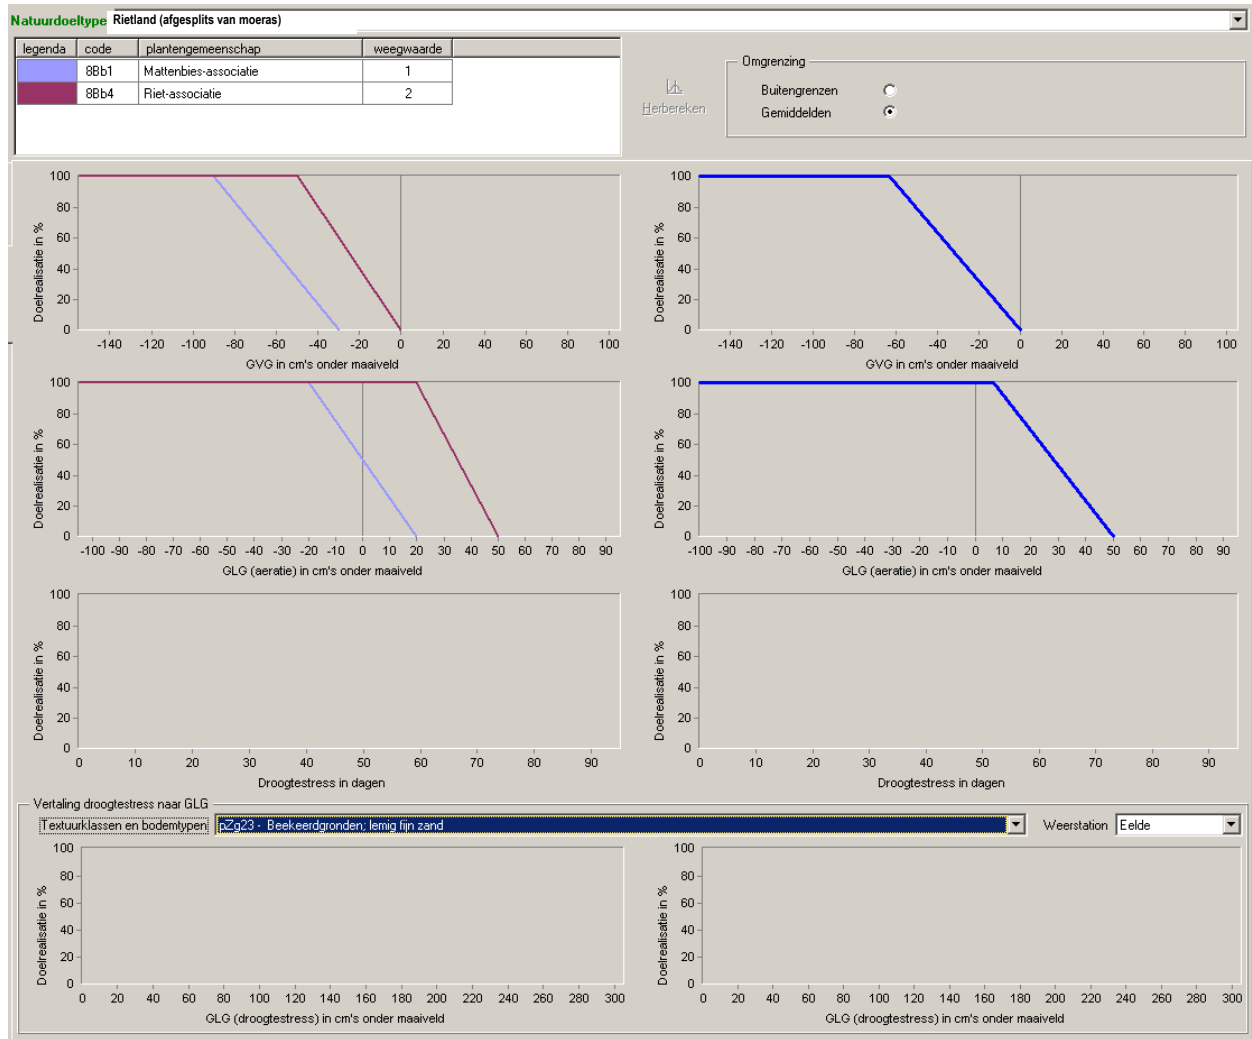 Natuurdoeltype Rietland (afgesplits van moeras)
legenda code plantengemeenschap weegwaarde
8Bb1 Mattenbies-associatie 1
8Bb4 Riet-associatie 2
Herbereken
Omgrenzing
Buitengrenzen
Gemiddelden
Doelrealisatie in %
100
80
60
40
20
0
-140 -120 -100 -80 -60 -40 -20 0 20 40 60 80 100
GVG in cm's onder maaiveld
Doelrealisatie in %
100
80
60
40
20
0
-140 -120 -100 -80 -60 -40 -20 0 20 40 60 80 100
GVG in cm's onder maaiveld
Doelrealisatie in %
100
80
60
40
20
0
-100 -90 -80 -70 -60 -50 -40 -30 -20 -10 0 10 20 30 40 50 60 70 80 90
GLG (aeratie) in cm's onder maaiveld
Doelrealisatie in %
100
80
60
40
20
0
-100 -90 -80 -70 -60 -50 -40 -30 -20 -10 0 10 20 30 40 50 60 70 80 90
GLG (aeratie) in cm's onder maaiveld
Doelrealisatie in %
100
80
60
40
20
0
0 10 20 30 40 50 60 70 80 90
Droogtestress in dagen
Doelrealisatie in %
100
80
60
40
20
0
0 10 20 30 40 50 60 70 80 90
Droogtestress in dagen
Vertaling droogtestress naar GLG
Textuurklassen en bodemtypen pZg23 - Beekeerdgronden; lemig fijn zand Weerstation Eelde
Doelrealisatie in %
100
80
60
40
20
0
0 20 40 60 80 100 120 140 160 180 200 220 240 260 280 300
GLG (droogtestress) in cm's onder maaiveld
Doelrealisatie in %
100
80
60
40
20
0
0 20 40 60 80 100 120 140 160 180 200 220 240 260 280 300
GLG (droogtestress) in cm's onder maaiveld